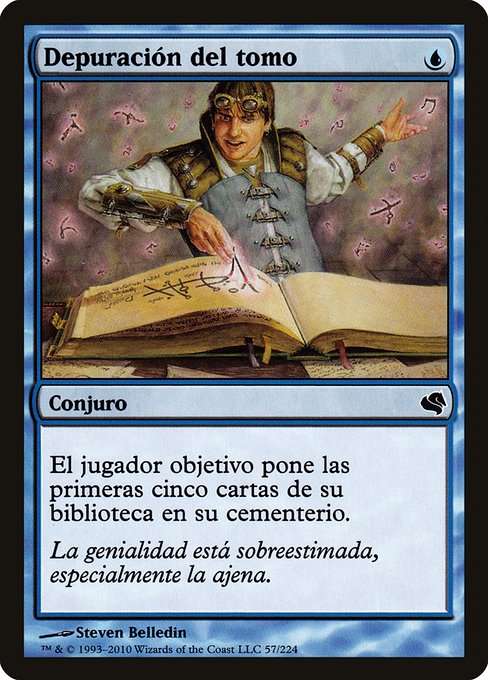 Depuración del tomo
Conjuro
El jugador objetivo pone las
primeras cinco cartas de su
biblioteca en su cementerio.
La genialidad está sobreestimada,
especialmente la ajena.
Steven Belledin
™ & © 1993–2010 Wizards of the Coast LLC 57/224